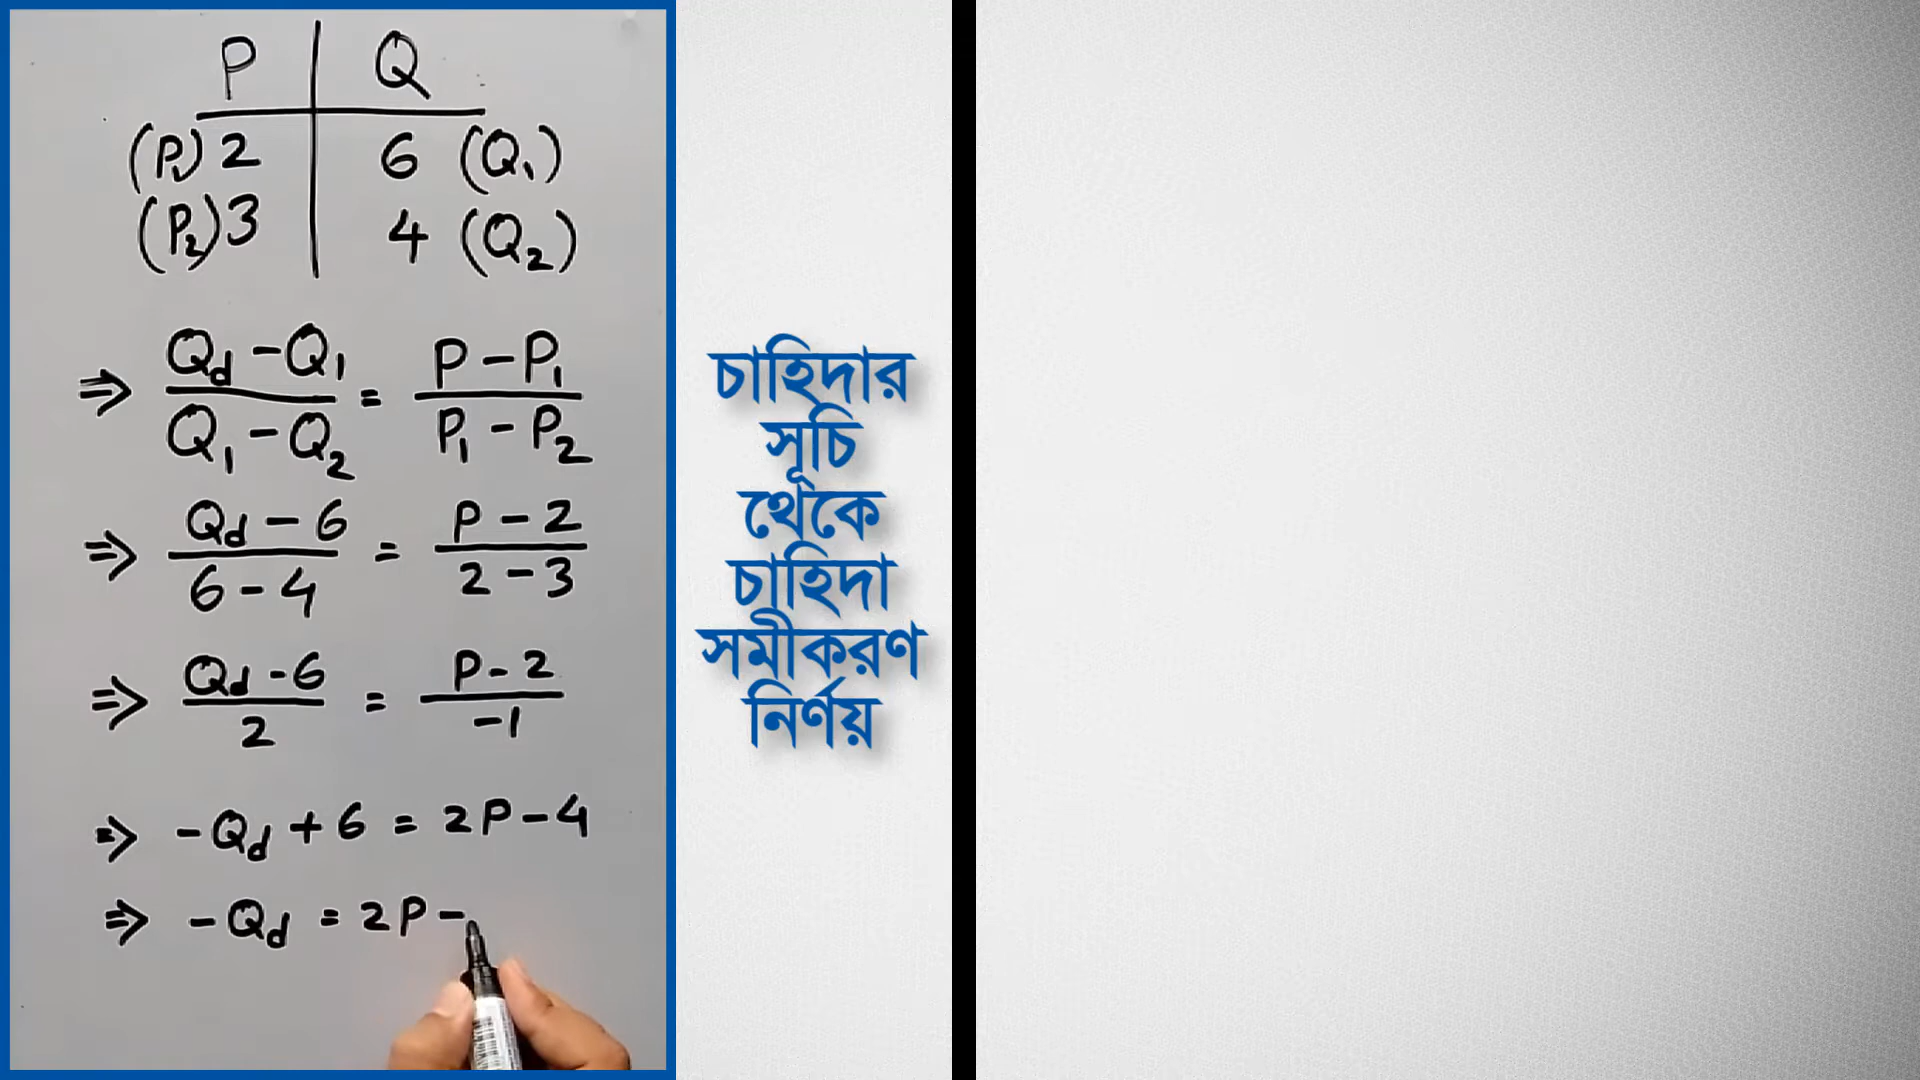 P | Q
(P₁) 2 | 6 (Q₁)
(P₂) 3 | 4 (Q₂)
⇒ (Qd - Q₁)/(Q₁ - Q₂) = (P - P₁)/(P₁ - P₂)
⇒ (Qd - 6)/(6 - 4) = (P - 2)/(2 - 3)
⇒ (Qd - 6)/2 = (P - 2)/-1
⇒ -Qd + 6 = 2P - 4
⇒ -Qd = 2P -
চাহিদার
সূচি
থেকে
চাহিদা
সমীকরণ
নির্ণয়